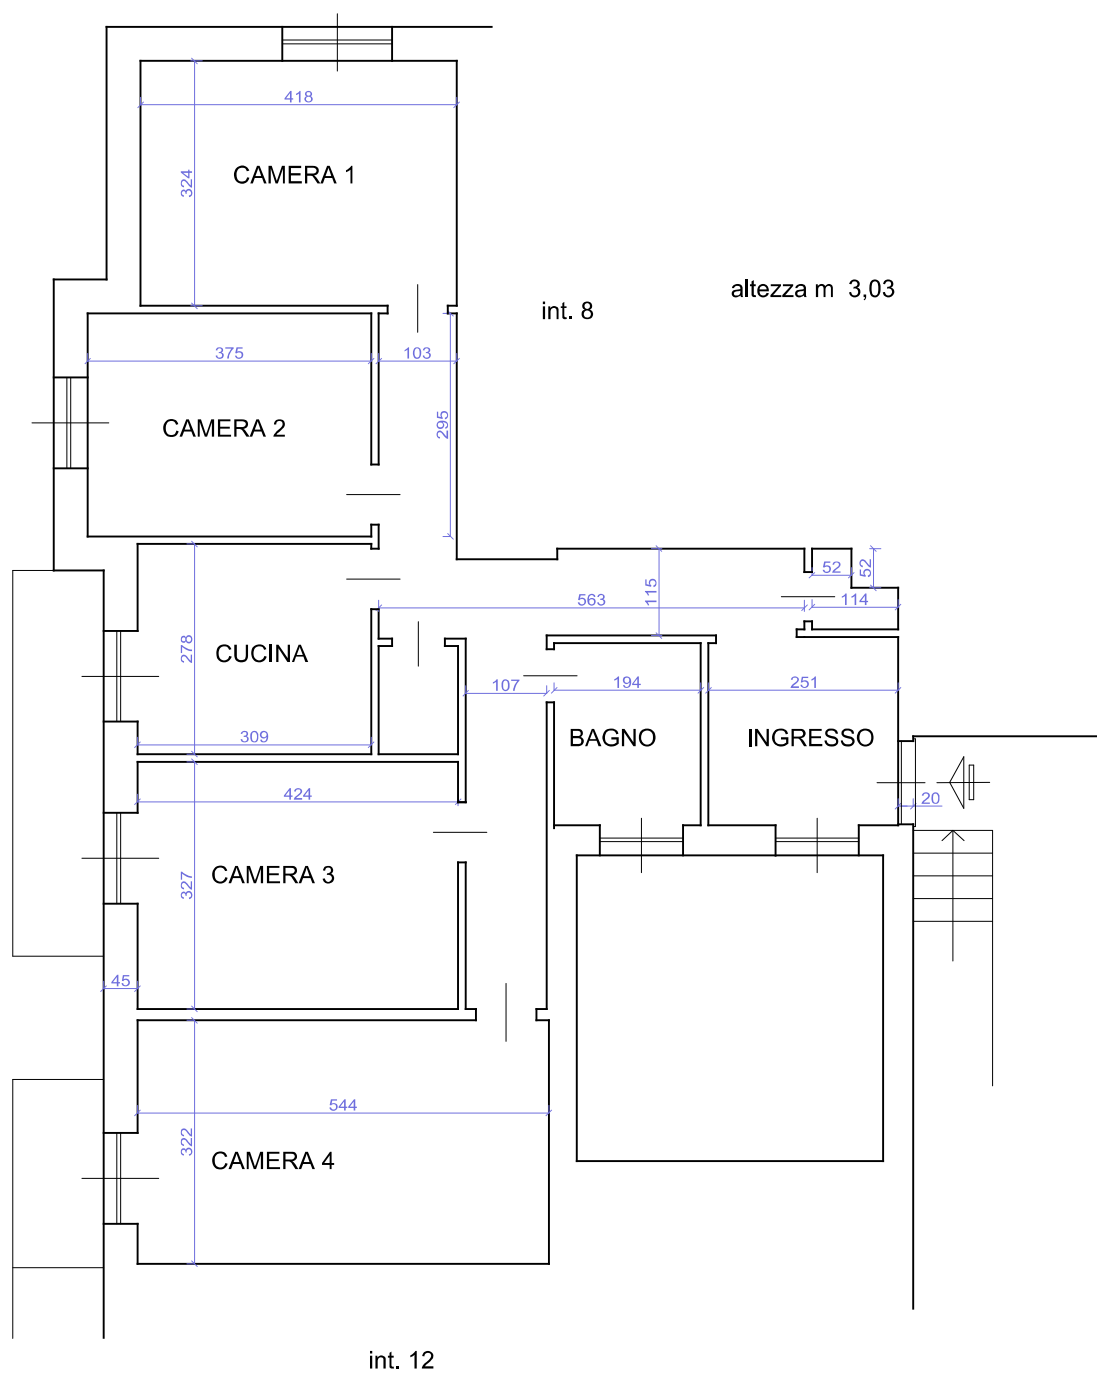 418
324
CAMERA 1
altezza m  3,03
int. 8
375
103
295
CAMERA 2
52
52
115
563
114
278
CUCINA
107
194
251
309
BAGNO
INGRESSO
424
20
327
CAMERA 3
45
544
322
CAMERA 4
int. 12